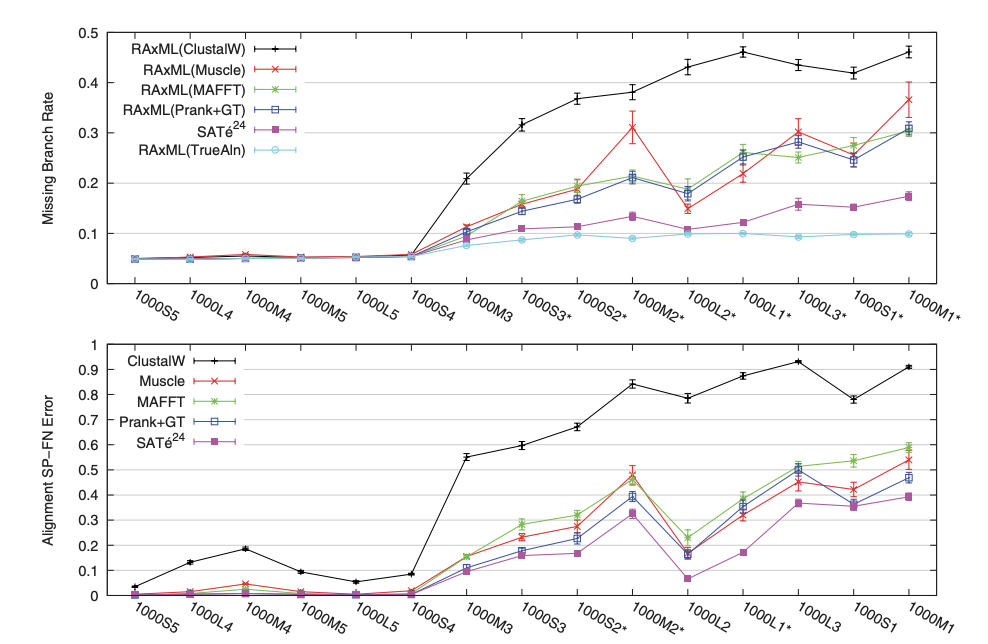 Missing Branch Rate
0.5
0.4
0.3
0.2
0.1
0
RAxML(ClustalW)
RAxML(Muscle)
RAxML(MAFFT)
RAxML(Prank+GT)
SATé24
RAxML(TrueAln)
1000S5
1000L4
1000M4
1000M5
1000L5
1000S4
1000M3
1000S3*
1000S2*
1000M2*
1000L2*
1000L1*
1000L3*
1000S1*
1000M1*
Alignment SP-FN Error
1
0.9
0.8
0.7
0.6
0.5
0.4
0.3
0.2
0.1
0
ClustalW
Muscle
MAFFT
Prank+GT
SATé24
1000S5
1000L4
1000M4
1000M5
1000L5
1000S4
1000M3
1000S3
1000S2*
1000M2*
1000L2
1000L1*
1000L3
1000S1
1000M1